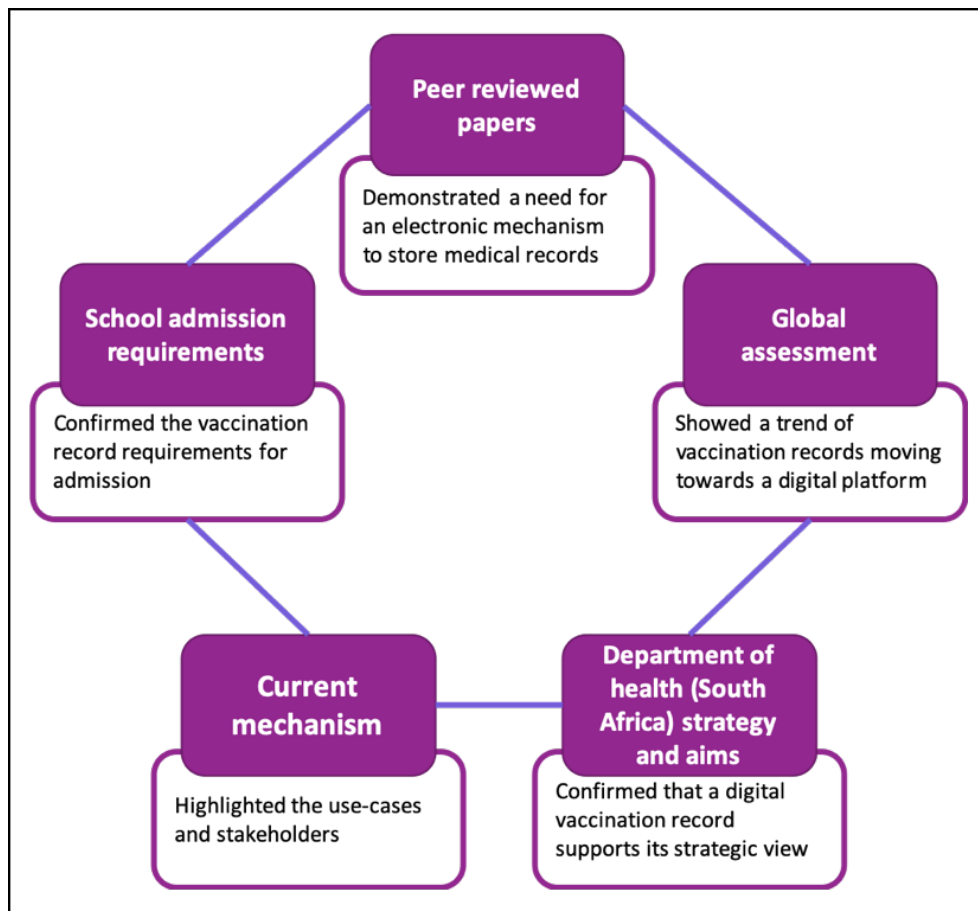 Peer reviewed
papers
Demonstrated a need for
an electronic mechanism
to store medical records
School admission
requirements
Confirmed the vaccination
record requirements for
admission
Global
assessment
Showed a trend of
vaccination records moving
towards a digital platform
Current
mechanism
Highlighted the use-cases
and stakeholders
Department of
health (South
Africa) strategy
and aims
Confirmed that a digital
vaccination record
supports its strategic view